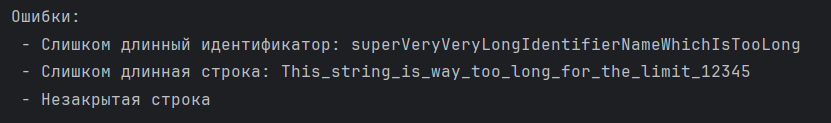 Ошибки:
- Слишком длинный идентификатор: superVeryVeryLongIdentifierNameWhichIsTooLong
- Слишком длинная строка: This_string_is_way_too_long_for_the_limit_12345
- Незакрытая строка